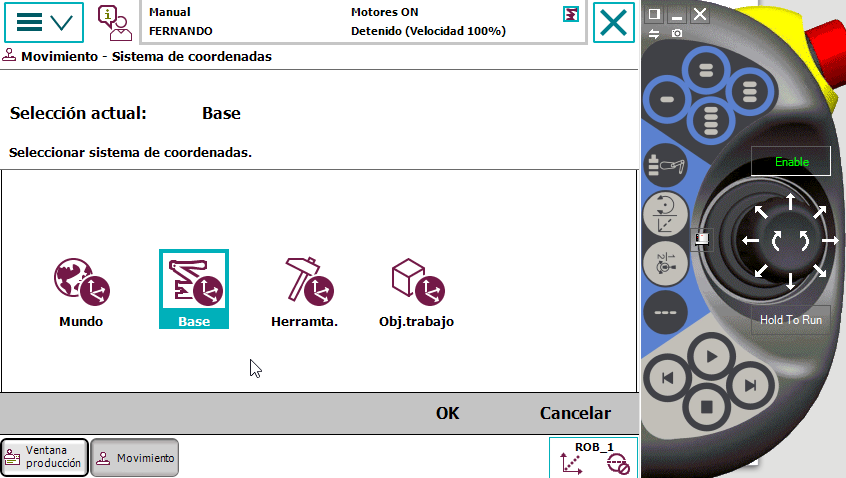 Manual
FERNANDO
Motores ON
Detenido (Velocidad 100%)
Movimiento - Sistema de coordenadas
Selección actual: Base
Seleccionar sistema de coordenadas.
Mundo
Base
Herramta.
Obj.trabajo
OK
Cancelar
Ventana
producción
Movimiento
ROB_1
Enable
Hold To Run